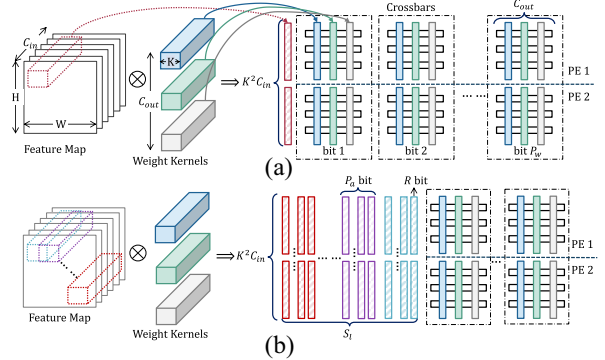 Crossbars
C_in
C_out
K
K²C_in
C_out
H
W
PE 1
PE 2
......
Feature Map
Weight Kernels
(a)
bit 1
bit 2
bit P_w
P_a bit
R bit
K²C_in
......
PE 1
PE 2
Feature Map
Weight Kernels
S_l
(b)